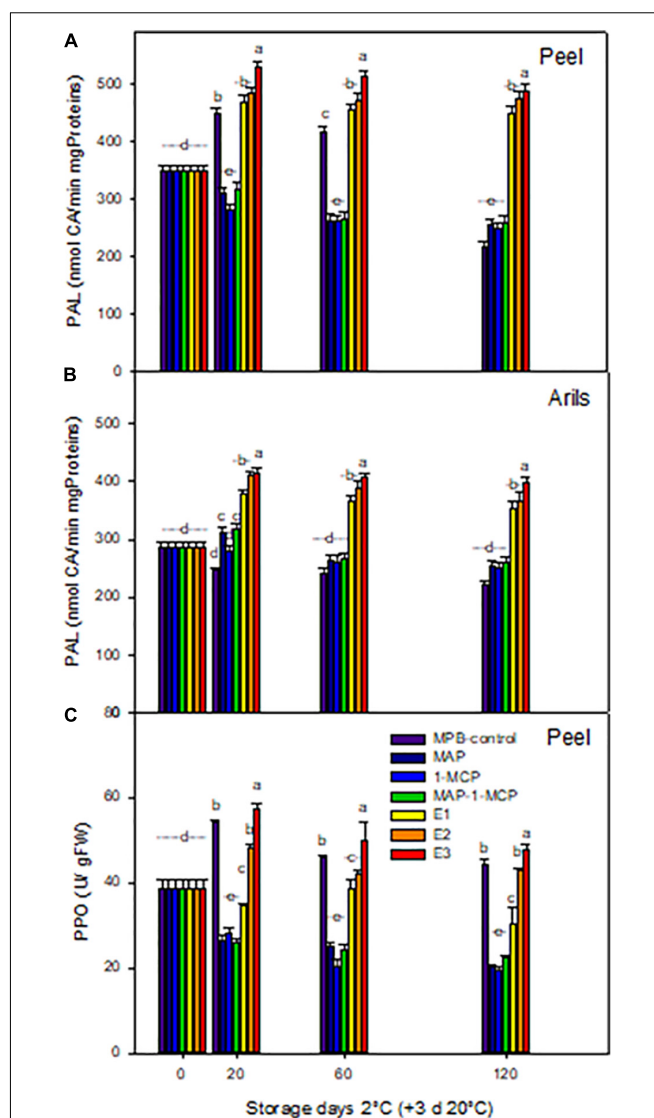 A
Peel
PAL (nmol CA/min mgProteins)
500
400
300
200
100
0
d
b
e
b
a
c
e
b
a
e
b
a
B
Arils
PAL (nmol CA/min mgProteins)
500
400
300
200
100
d
d
c
d
c
b
a
d
b
a
d
b
a
C
Peel
PPO (U/ gFW)
80
60
40
20
0
MPB-control
MAP
1-MCP
MAP-1-MCP
E1
E2
E3
d
b
e
c
b
a
b
e
c
a
b
e
c
b
a
0
20
60
120
Storage days 2°C (+3 d 20°C)